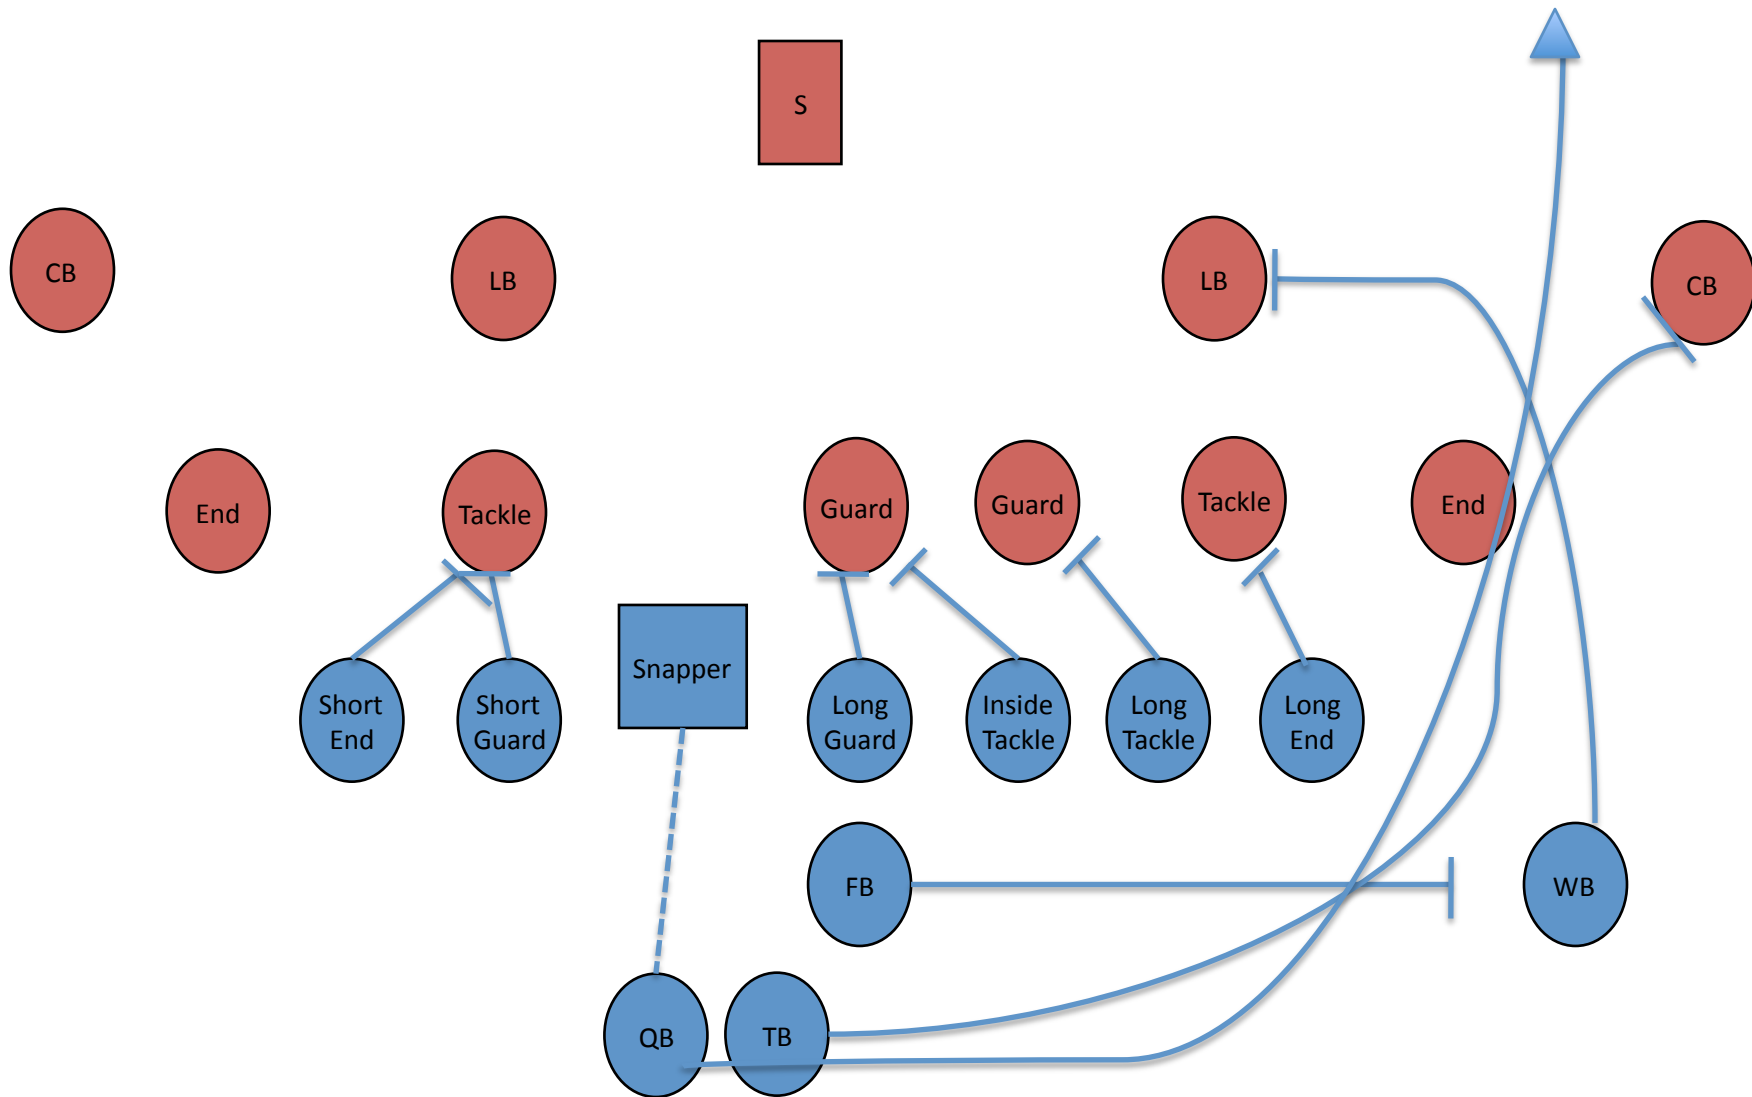 S
CB
LB
LB
CB
End
Tackle
Guard
Guard
Tackle
End
Snapper
Short
End
Short
Guard
Long
Guard
Inside
Tackle
Long
Tackle
Long
End
FB
WB
QB
TB